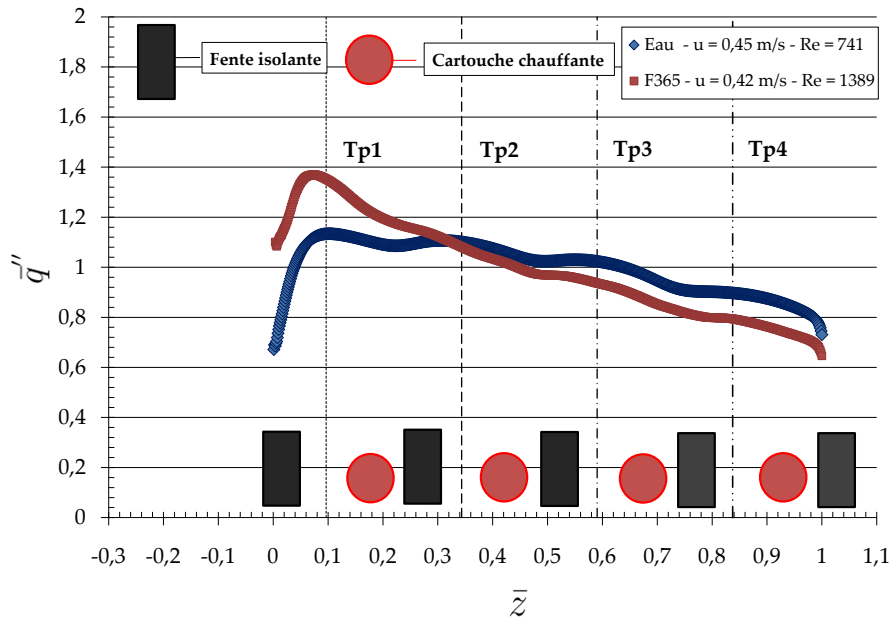 2
1,8
1,6
1,4
1,2
1
0,8
0,6
0,4
0,2
0
q̄″
Fente isolante
Cartouche chauffante
Eau - u = 0,45 m/s - Re = 741
F365 - u = 0,42 m/s - Re = 1389
Tp1 Tp2 Tp3 Tp4
-0,3 -0,2 -0,1 0 0,1 0,2 0,3 0,4 0,5 0,6 0,7 0,8 0,9 1 1,1
z̄